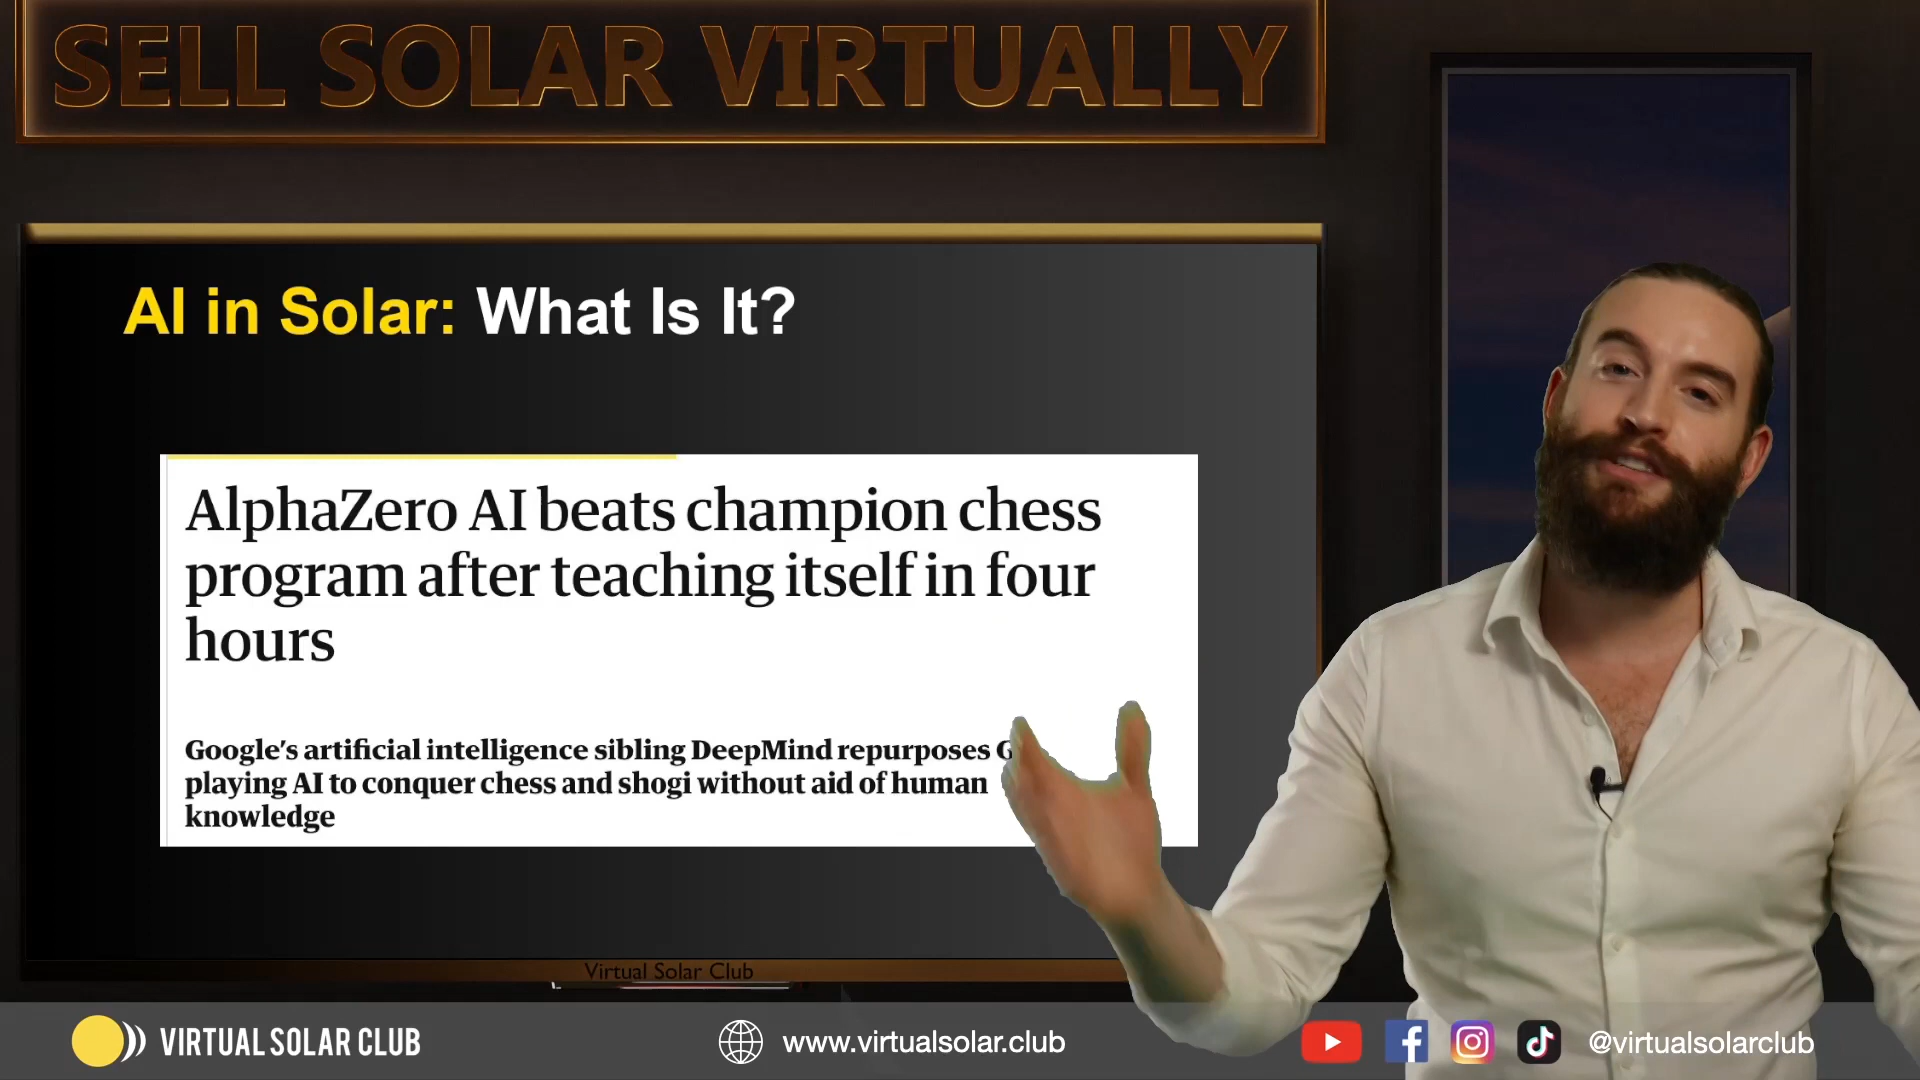 SELL SOLAR VIRTUALLY
AI in Solar: What Is It?
AlphaZero AI beats champion chess
program after teaching itself in four
hours
Google's artificial intelligence sibling DeepMind repurposes
playing AI to conquer chess and shogi without aid of human
knowledge
Virtual Solar Club
VIRTUAL SOLAR CLUB
www.virtualsolar.club
@virtualsolarclub